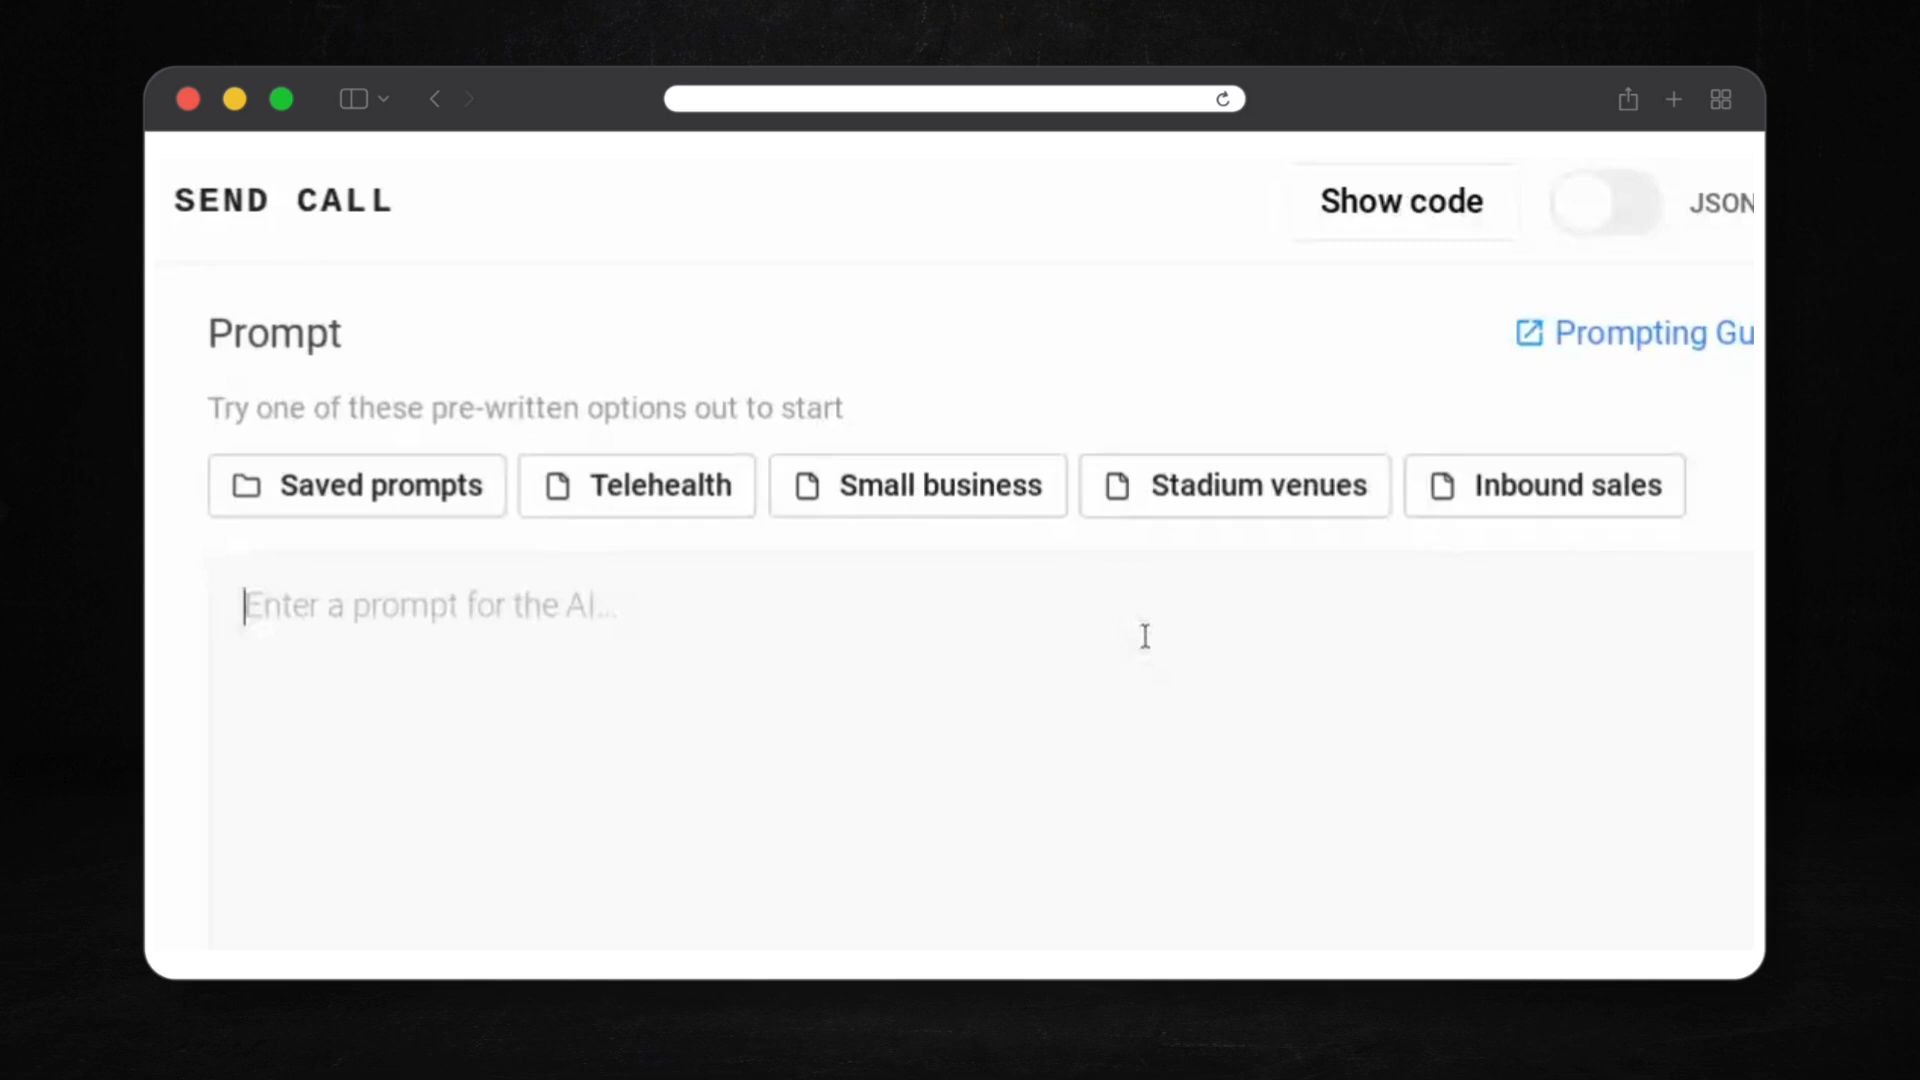 SEND CALL
Show code
JSON
Prompt
Prompting Gu
Try one of these pre-written options out to start
Saved prompts
Telehealth
Small business
Stadium venues
Inbound sales
Enter a prompt for the AI...